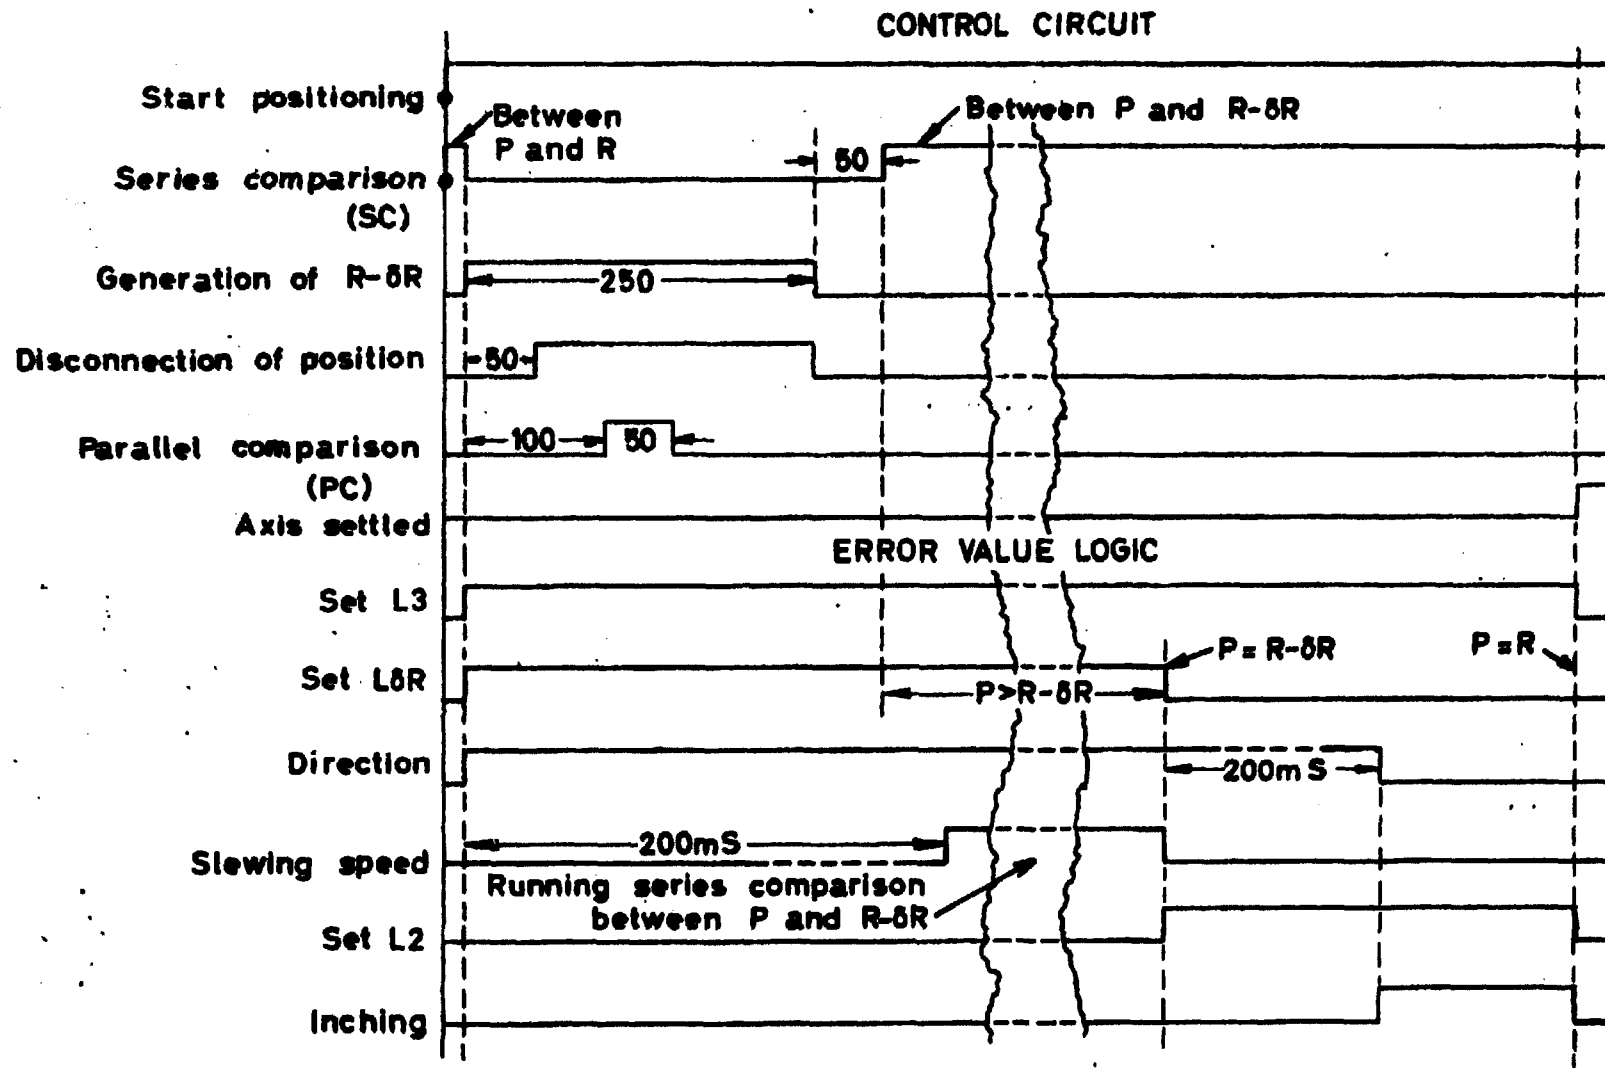 CONTROL CIRCUIT
Start positioning
Between
P and R
Between P and R-δR
Series comparison
(SC)
50
Generation of R-δR
250
Disconnection of position
50
Parallel comparison
(PC)
100
50
Axis settled
ERROR VALUE LOGIC
Set L3
Set LδR
P>R-δR
P= R-δR
P=R
Direction
200mS
Slewing speed
200mS
Running series comparison
between P and R-δR
Set L2
Inching